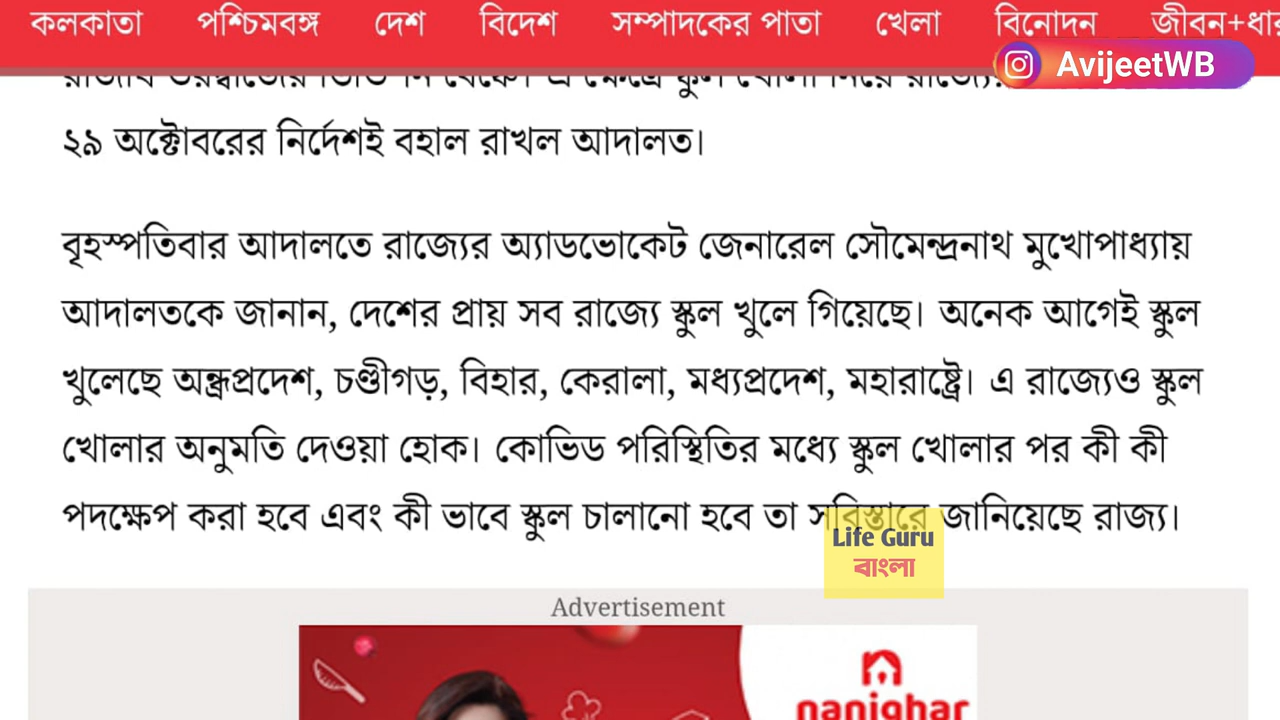 কলকাতা পশ্চিমবঙ্গ দেশ বিদেশ সম্পাদকের পাতা খেলা বিনোদন
AvijeetWB
২৯ অক্টোবরের নির্দেশই বহাল রাখল আদালত।
বৃহস্পতিবার আদালতে রাজ্যের অ্যাডভোকেট জেনারেল সৌমেন্দ্রনাথ মুখোপাধ্যায়
আদালতকে জানান, দেশের প্রায় সব রাজ্যে স্কুল খুলে গিয়েছে। অনেক আগেই স্কুল
খুলেছে অন্ধ্রপ্রদেশ, চণ্ডীগড়, বিহার, কেরালা, মধ্যপ্রদেশ, মহারাষ্ট্রে। এ রাজ্যেও স্কুল
খোলার অনুমতি দেওয়া হোক। কোভিড পরিস্থিতির মধ্যে স্কুল খোলার পর কী কী
পদক্ষেপ করা হবে এবং কী ভাবে স্কুল চালানো হবে তা সবিস্তারে জানিয়েছে রাজ্য।
Life Guru
বাংলা
Advertisement
nanighar